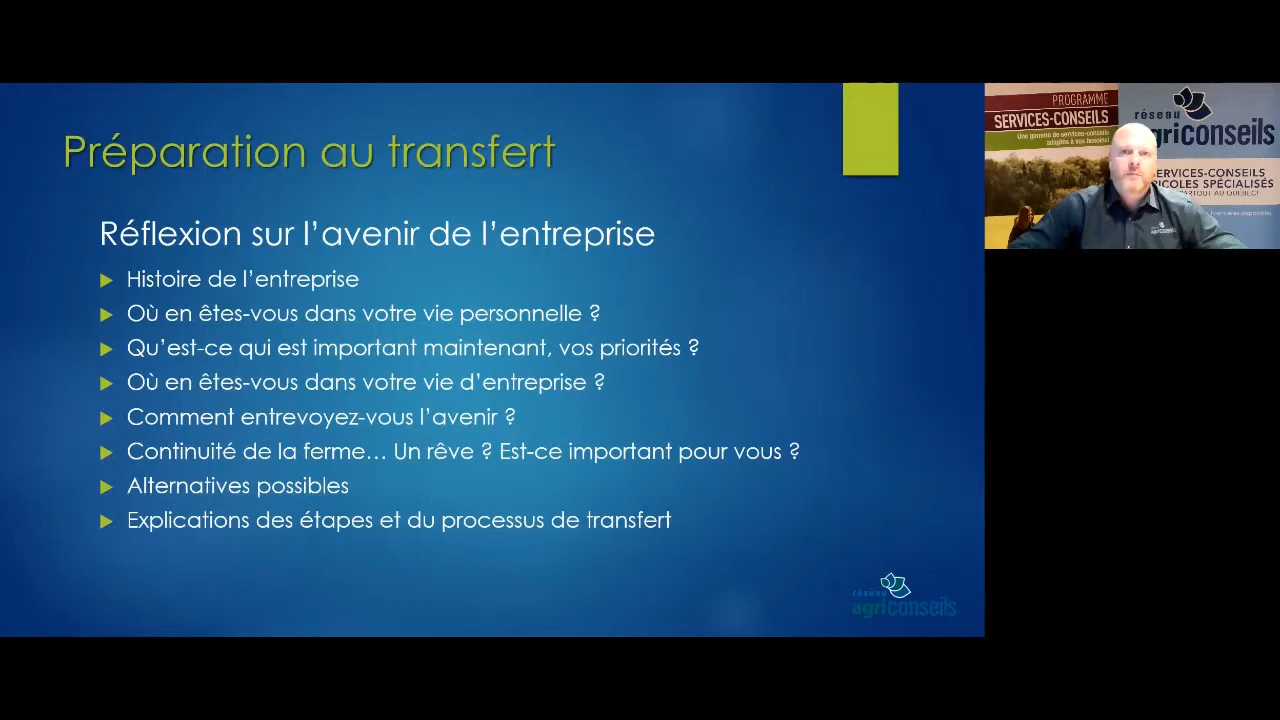 Préparation au transfert
Réflexion sur l'avenir de l'entreprise
Histoire de l'entreprise
Où en êtes-vous dans votre vie personnelle ?
Qu'est-ce qui est important maintenant, vos priorités ?
Où en êtes-vous dans votre vie d'entreprise ?
Comment entrevoyez-vous l'avenir ?
Continuité de la ferme… Un rêve ? Est-ce important pour vous ?
Alternatives possibles
Explications des étapes et du processus de transfert
réseau
agriconseils
PROGRAMME
SERVICES-CONSEILS
Une gamme de services-conseils
adaptés à vos besoins!
réseau
griconseils
ERVICES-CONSEILS
ICOLES SPÉCIALISÉS
PARTOUT AU QUÉBEC!